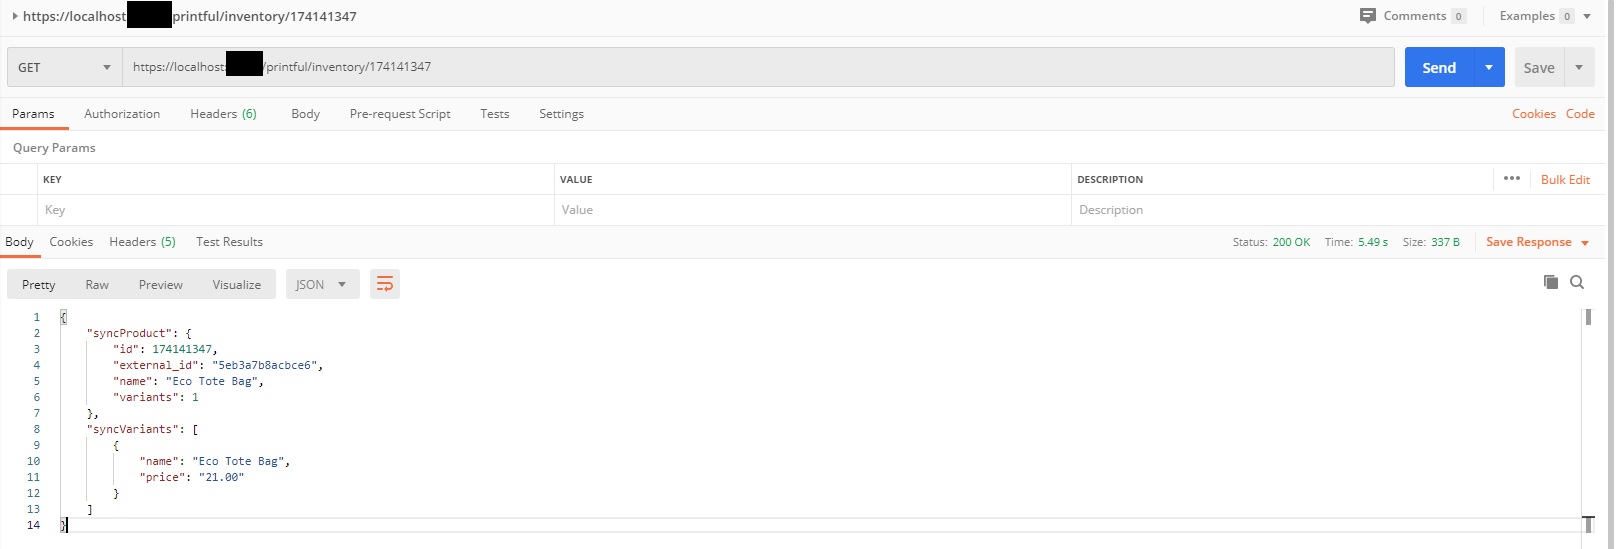 https://localhost printful/inventory/174141347 Comments 0 Examples 0
GET https://localhost: /printful/inventory/174141347 Send Save
Params Authorization Headers (6) Body Pre-request Script Tests Settings Cookies Code
Query Params
KEY VALUE DESCRIPTION ••• Bulk Edit
Key Value Description
Body Cookies Headers (5) Test Results Status: 200 OK Time: 5.49 s Size: 337 B Save Response
Pretty Raw Preview Visualize JSON
1 {
2 "syncProduct": {
3 "id": 174141347,
4 "external_id": "5eb3a7b8acbce6",
5 "name": "Eco Tote Bag",
6 "variants": 1
7 },
8 "syncVariants": [
9 {
10 "name": "Eco Tote Bag",
11 "price": "21.00"
12 }
13 ]
14 }